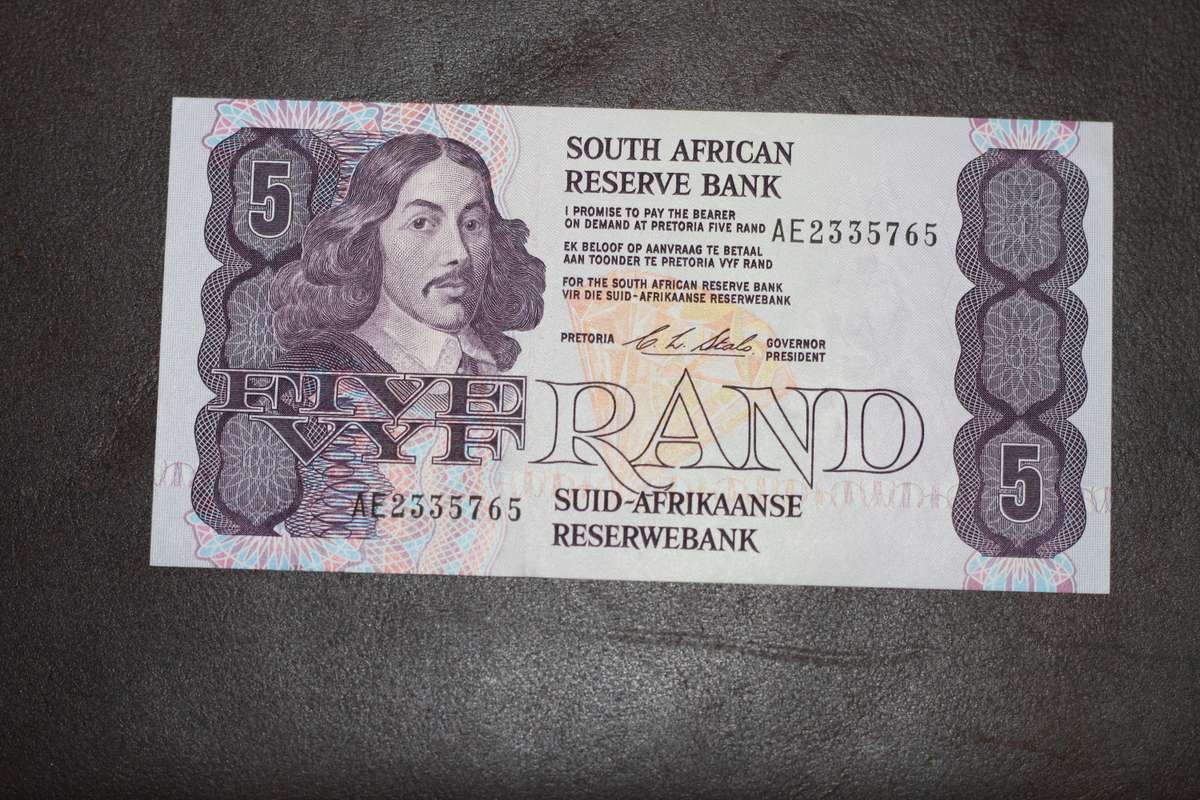 5
SOUTH AFRICAN
RESERVE BANK
I PROMISE TO PAY THE BEARER
ON DEMAND AT PRETORIA FIVE RAND
AE2335765
EK BELOOF OP AANVRAAG TE BETAAL
AAN TOONDER TE PRETORIA VYF RAND
FOR THE SOUTH AFRICAN RESERVE BANK
VIR DIE SUID-AFRIKAANSE RESERWEBANK
PRETORIA C L Stals GOVERNOR
PRESIDENT
FIVE
VYF
RAND
AE2335765
SUID-AFRIKAANSE
RESERWEBANK
5